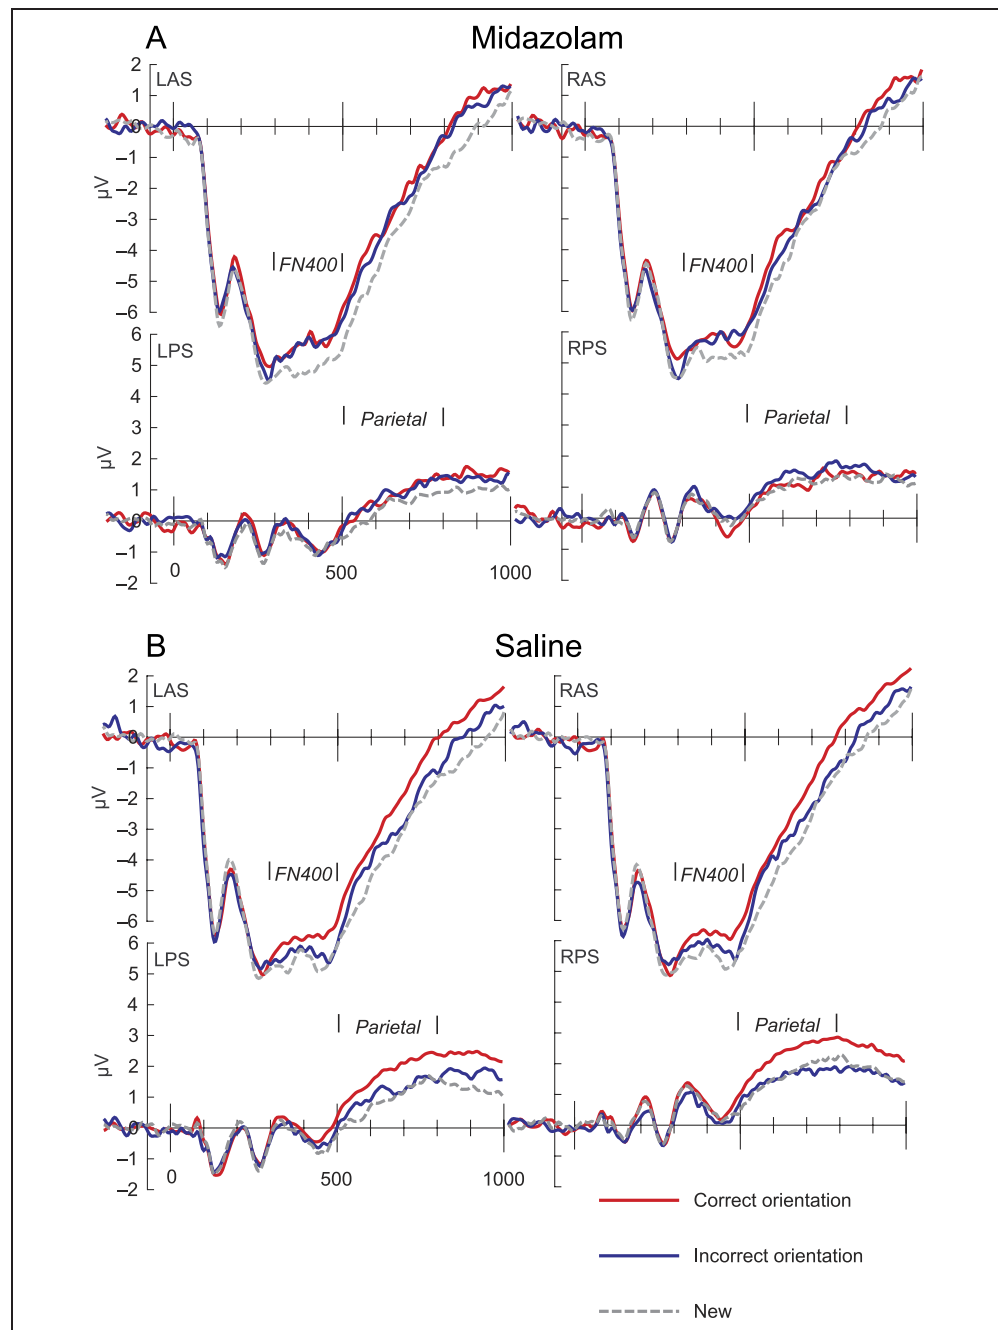 A Midazolam
LAS RAS
2
1
0
–1
–2
–3
–4
–5
–6
µV
FN400 FN400
LPS RPS
6
5
4
3
2
1
0
–1
–2
µV
Parietal Parietal
0 500 1000
B Saline
LAS RAS
2
1
0
–1
–2
–3
–4
–5
–6
µV
FN400 FN400
LPS RPS
6
5
4
3
2
1
0
–1
–2
µV
Parietal Parietal
0 500 1000
Correct orientation
Incorrect orientation
New